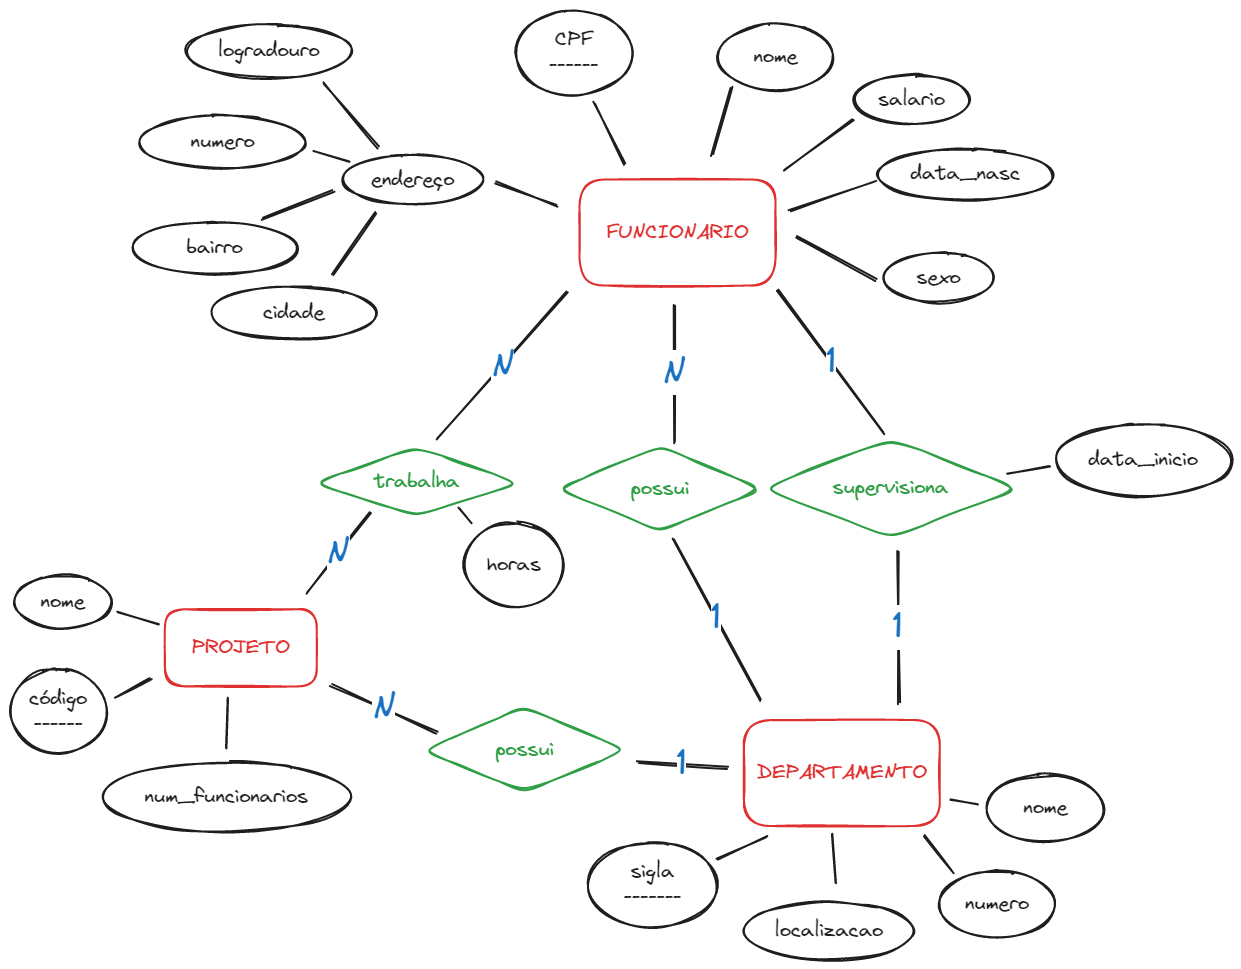 CPF
------
logradouro
nome
salario
numero
data_nasc
endereço
FUNCIONARIO
bairro
sexo
cidade
N
N
1
data_inicio
trabalha
possui
supervisiona
N
horas
nome
1
1
PROJETO
código
------
N
possui
1
DEPARTAMENTO
num_funcionarios
nome
sigla
-------
numero
localizacao